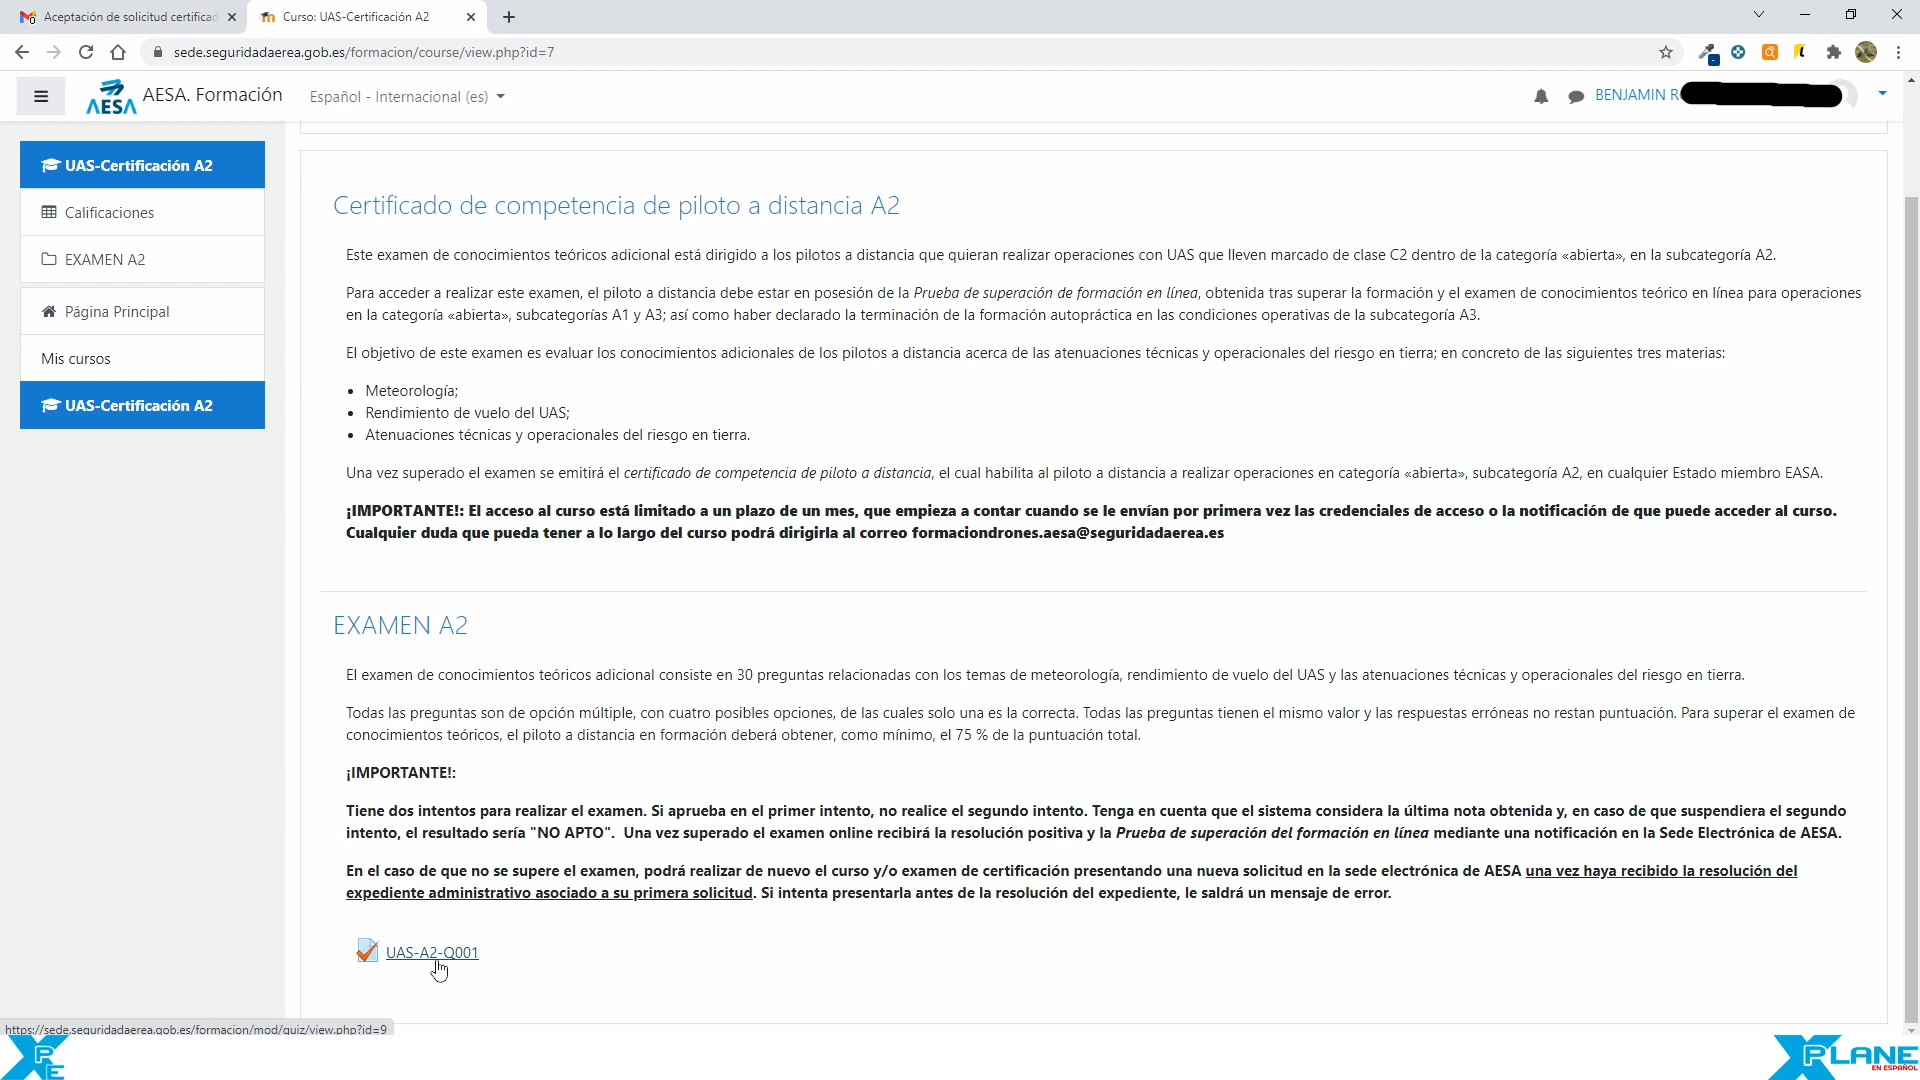 Aceptación de solicitud certificad
Curso: UAS-Certificación A2
sede.seguridadaerea.gob.es/formacion/course/view.php?id=7
AESA
AESA. Formación
Español - Internacional (es)
BENJAMIN R
UAS-Certificación A2
Calificaciones
EXAMEN A2
Página Principal
Mis cursos
UAS-Certificación A2
Certificado de competencia de piloto a distancia A2
Este examen de conocimientos teóricos adicional está dirigido a los pilotos a distancia que quieran realizar operaciones con UAS que lleven marcado de clase C2 dentro de la categoría «abierta», en la subcategoría A2.
Para acceder a realizar este examen, el piloto a distancia debe estar en posesión de la Prueba de superación de formación en línea, obtenida tras superar la formación y el examen de conocimientos teórico en línea para operaciones
en la categoría «abierta», subcategorías A1 y A3; así como haber declarado la terminación de la formación autopráctica en las condiciones operativas de la subcategoría A3.
El objetivo de este examen es evaluar los conocimientos adicionales de los pilotos a distancia acerca de las atenuaciones técnicas y operacionales del riesgo en tierra; en concreto de las siguientes tres materias:
• Meteorología;
• Rendimiento de vuelo del UAS;
• Atenuaciones técnicas y operacionales del riesgo en tierra.
Una vez superado el examen se emitirá el certificado de competencia de piloto a distancia, el cual habilita al piloto a distancia a realizar operaciones en categoría «abierta», subcategoría A2, en cualquier Estado miembro EASA.
¡IMPORTANTE!: El acceso al curso está limitado a un plazo de un mes, que empieza a contar cuando se le envían por primera vez las credenciales de acceso o la notificación de que puede acceder al curso.
Cualquier duda que pueda tener a lo largo del curso podrá dirigirla al correo formaciondrones.aesa@seguridadaerea.es
EXAMEN A2
El examen de conocimientos teóricos adicional consiste en 30 preguntas relacionadas con los temas de meteorología, rendimiento de vuelo del UAS y las atenuaciones técnicas y operacionales del riesgo en tierra.
Todas las preguntas son de opción múltiple, con cuatro posibles opciones, de las cuales solo una es la correcta. Todas las preguntas tienen el mismo valor y las respuestas erróneas no restan puntuación. Para superar el examen de
conocimientos teóricos, el piloto a distancia en formación deberá obtener, como mínimo, el 75 % de la puntuación total.
¡IMPORTANTE!:
Tiene dos intentos para realizar el examen. Si aprueba en el primer intento, no realice el segundo intento. Tenga en cuenta que el sistema considera la última nota obtenida y, en caso de que suspendiera el segundo
intento, el resultado sería "NO APTO". Una vez superado el examen online recibirá la resolución positiva y la Prueba de superación del formación en línea mediante una notificación en la Sede Electrónica de AESA.
En el caso de que no se supere el examen, podrá realizar de nuevo el curso y/o examen de certificación presentando una nueva solicitud en la sede electrónica de AESA una vez haya recibido la resolución del
expediente administrativo asociado a su primera solicitud. Si intenta presentarla antes de la resolución del expediente, le saldrá un mensaje de error.
UAS-A2-Q001
https://sede.seguridadaerea.gob.es/formacion/mod/quiz/view.php?id=9
XPE
XPLANE
EN ESPAÑOL